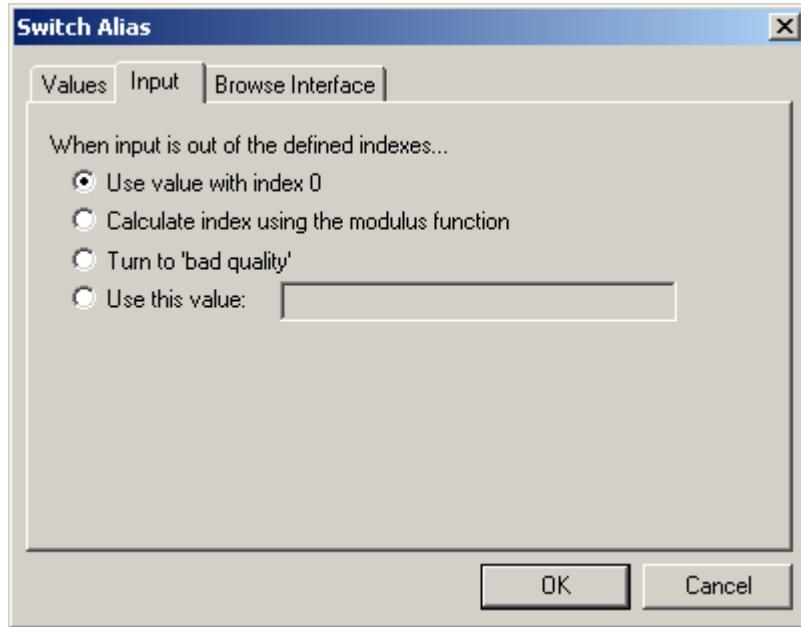 Switch Alias
Values Input Browse Interface
When input is out of the defined indexes...
Use value with index 0
Calculate index using the modulus function
Turn to 'bad quality'
Use this value:
OK Cancel